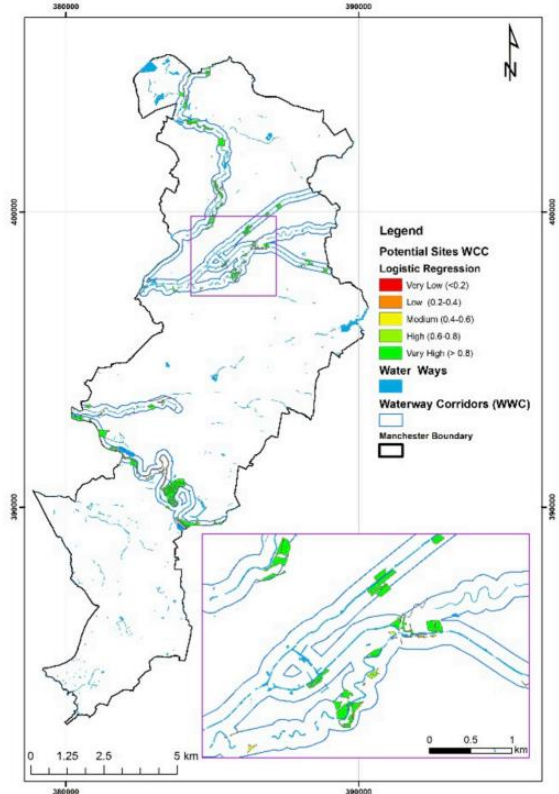 380000
390000
N
400000
400000
Legend
Potential Sites WCC
Logistic Regression
Very Low (<0.2)
Low (0.2-0.4)
Medium (0.4-0.6)
High (0.6-0.8)
Very High (> 0.8)
Water Ways
Waterway Corridors (WWC)
Manchester Boundary
390000
390000
0 1.25 2.5 5 km
0 0.5 1
km
380000
390000